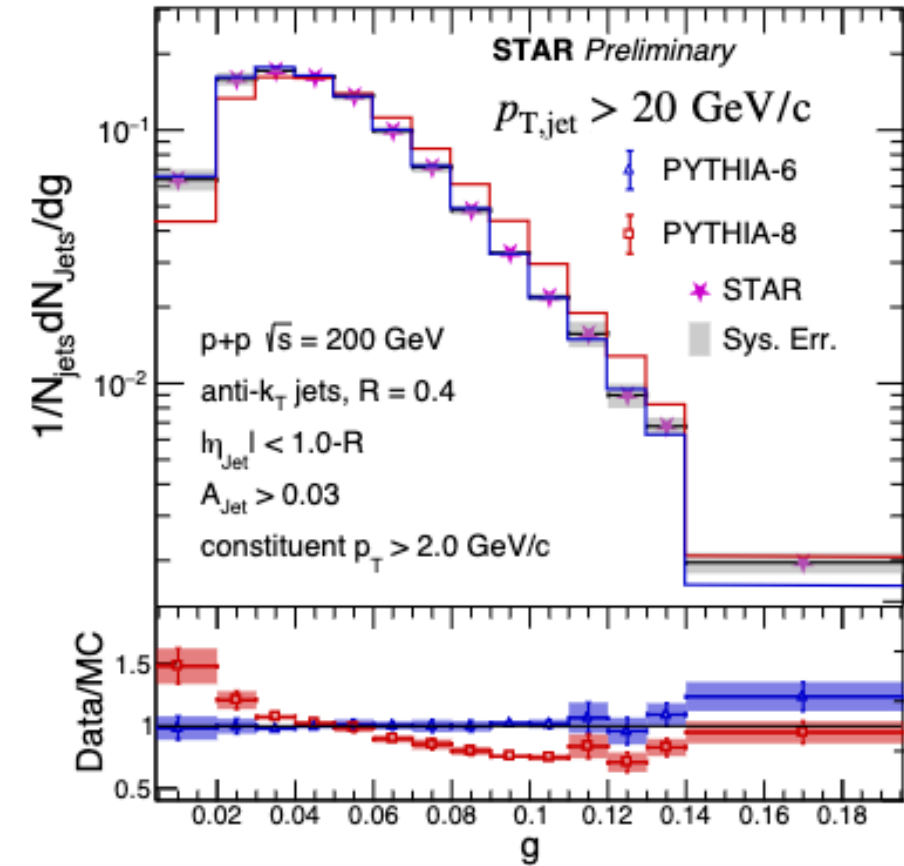 STAR Preliminary
p_T,jet > 20 GeV/c
PYTHIA-6
PYTHIA-8
STAR
Sys. Err.
p+p √s = 200 GeV
anti-k_T jets, R = 0.4
|η_Jet| < 1.0-R
A_Jet > 0.03
constituent p_T > 2.0 GeV/c
1/N_jets dN_Jets/dg
10⁻¹
10⁻²
Data/MC
1.5
1
0.5
0.02 0.04 0.06 0.08 0.1 0.12 0.14 0.16 0.18
g